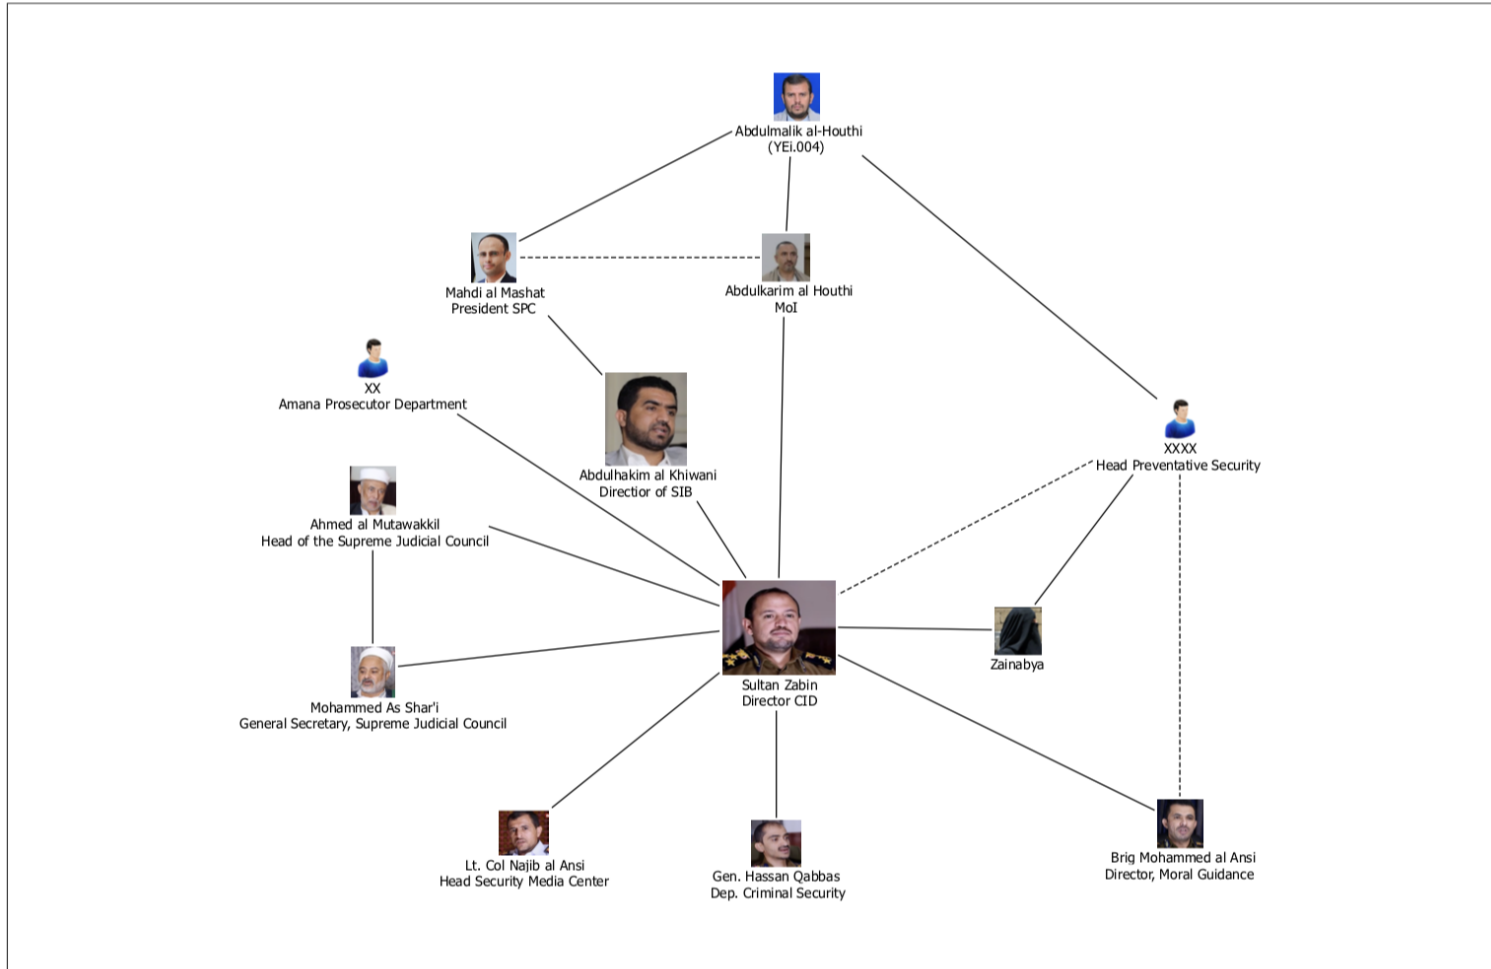 Abdulmalik al-Houthi
(YEi.004)
Mahdi al Mashat
President SPC
Abdulkarim al Houthi
MoI
XX
Amana Prosecutor Department
Abdulhakim al Khiwani
Directior of SIB
XXXX
Head Preventative Security
Ahmed al Mutawakkil
Head of the Supreme Judicial Council
Zainabya
Sultan Zabin
Director CID
Mohammed As Shar'i
General Secretary, Supreme Judicial Council
Lt. Col Najib al Ansi
Head Security Media Center
Gen. Hassan Qabbas
Dep. Criminal Security
Brig Mohammed al Ansi
Director, Moral Guidance